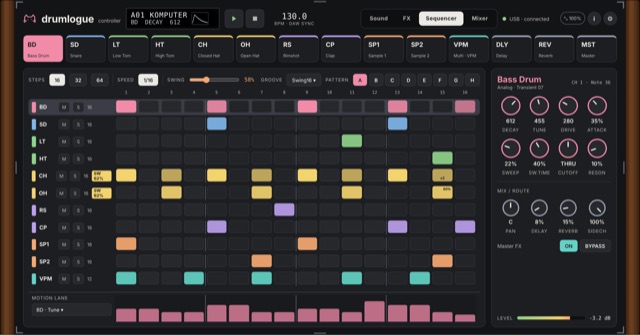 drumlogue controller
A01 KOMPUTER
BD DECAY 612
130.0
BPM · DAW SYNC
Sound FX Sequencer Mixer
USB · connected
100%
BD SD LT HT CH OH RS CP SP1 SP2 VPM DLY REV MST
Bass Drum Snare Low Tom High Tom Closed Hat Open Hat Rimshot Clap Sample 1 Sample 2 Multi · VPM Delay Reverb Master
STEPS 16 32 64 SPEED 1/16 SWING 58% GROOVE Swing16 PATTERN A B C D E F G H
1 2 3 4 5 6 7 8 9 10 11 12 13 14 15 16
BD M S 16
SD M S 16
LT M S 16
HT M S 16
CH M S 16 SW 62%
OH M S 16 SW 62%
RS M S 16
CP M S 16
SP1 M S 16
SP2 M S 16
VPM M S 12
MOTION LANE
BD · Tune
Bass Drum
Analog · Transient 07
CH 1 · Note 36
612 455 280 35%
DECAY TUNE DRIVE ATTACK
22% 40% THRU 10%
SWEEP SW.TIME CUTOFF RESON
MIX / ROUTE
C 8% 15% 100%
PAN DELAY REVERB SIDECH
Master FX ON BYPASS
LEVEL -3.2 dB